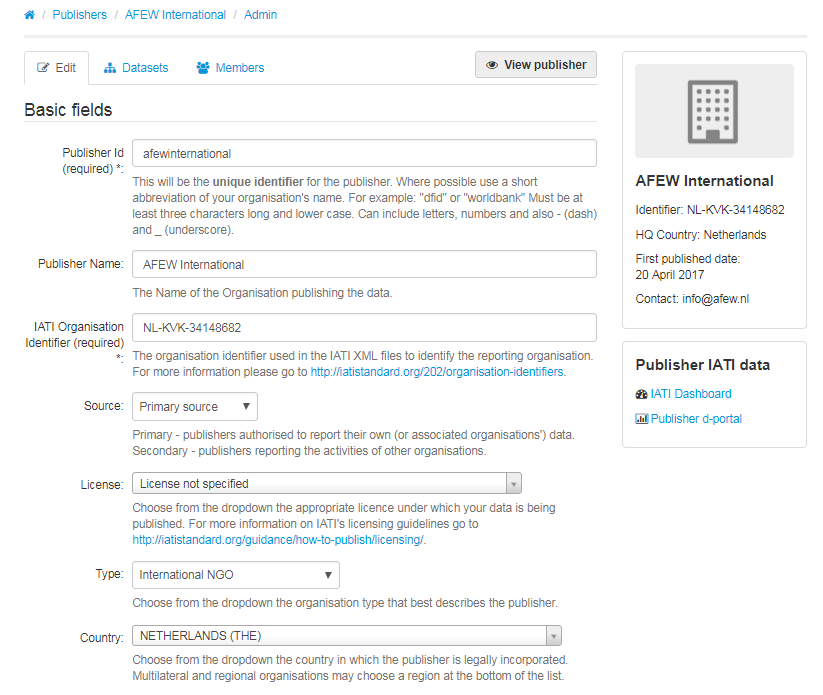 / Publishers / AFEW International / Admin
Edit
Datasets
Members
View publisher
Basic fields
Publisher Id
(required) *:
afewinternational
This will be the unique identifier for the publisher. Where possible use a short
abbreviation of your organisation's name. For example: "dfid" or "worldbank" Must be at
least three characters long and lower case. Can include letters, numbers and also - (dash)
and _ (underscore).
Publisher Name:
AFEW International
The Name of the Organisation publishing the data.
IATI Organisation
Identifier (required)
*:
NL-KVK-34148682
The organisation identifier used in the IATI XML files to identify the reporting organisation.
For more information please go to http://iatistandard.org/202/organisation-identifiers.
Source:
Primary source
Primary - publishers authorised to report their own (or associated organisations') data.
Secondary - publishers reporting the activities of other organisations.
License:
License not specified
Choose from the dropdown the appropriate licence under which your data is being
published. For more information on IATI's licensing guidelines go to
http://iatistandard.org/guidance/how-to-publish/licensing/.
Type:
International NGO
Choose from the dropdown the organisation type that best describes the publisher.
Country:
NETHERLANDS (THE)
Choose from the dropdown the country in which the publisher is legally incorporated.
Multilateral and regional organisations may choose a region at the bottom of the list.
AFEW International
Identifier: NL-KVK-34148682
HQ Country: Netherlands
First published date:
20 April 2017
Contact: info@afew.nl
Publisher IATI data
IATI Dashboard
Publisher d-portal